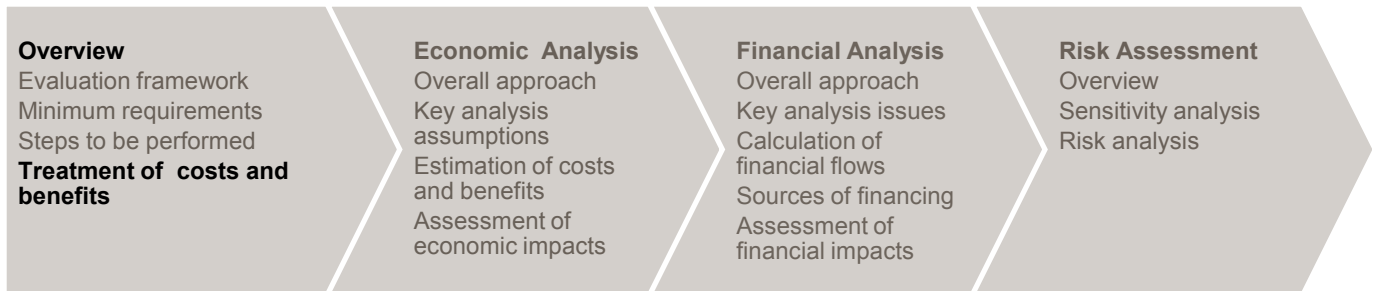 Overview
Evaluation framework
Minimum requirements
Steps to be performed
Treatment of costs and
benefits
Economic Analysis
Overall approach
Key analysis
assumptions
Estimation of costs
and benefits
Assessment of
economic impacts
Financial Analysis
Overall approach
Key analysis issues
Calculation of
financial flows
Sources of financing
Assessment of
financial impacts
Risk Assessment
Overview
Sensitivity analysis
Risk analysis